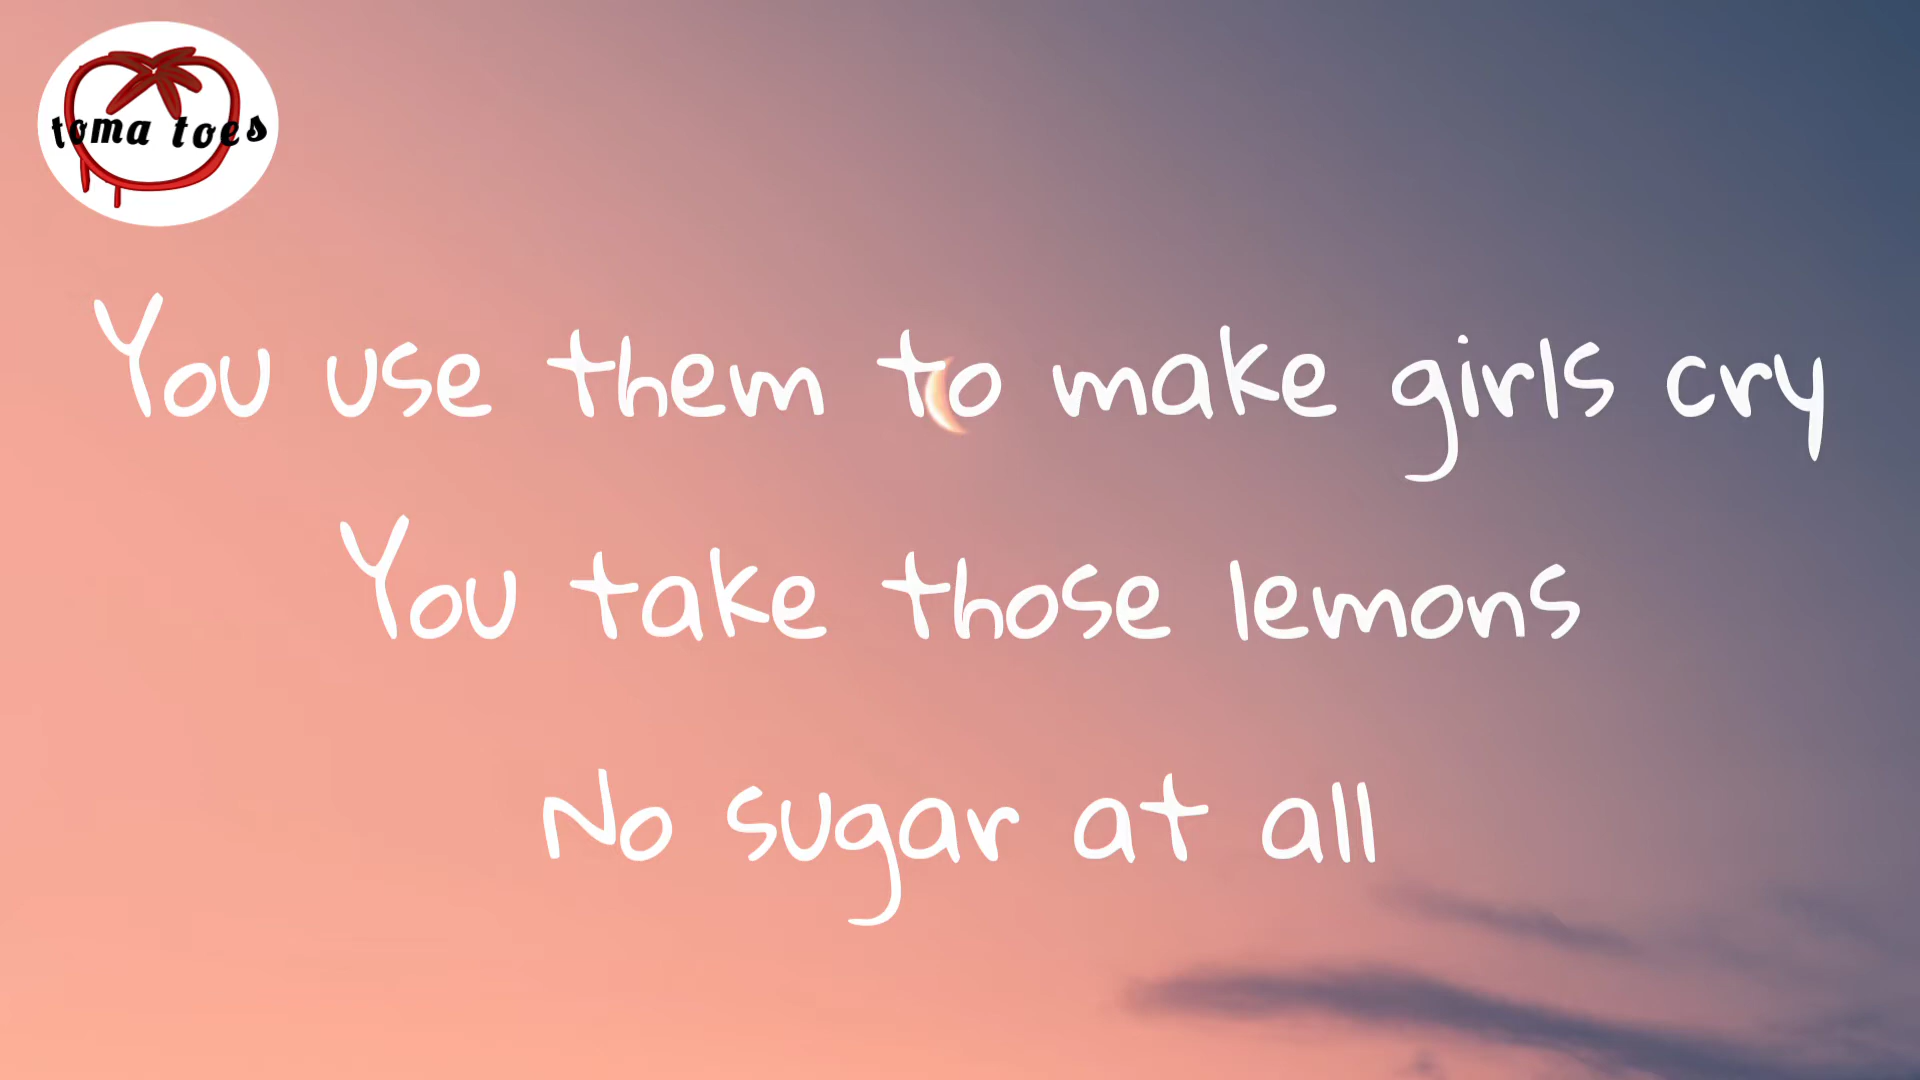 toma toes
You use them to make girls cry
You take those lemons
No sugar at all